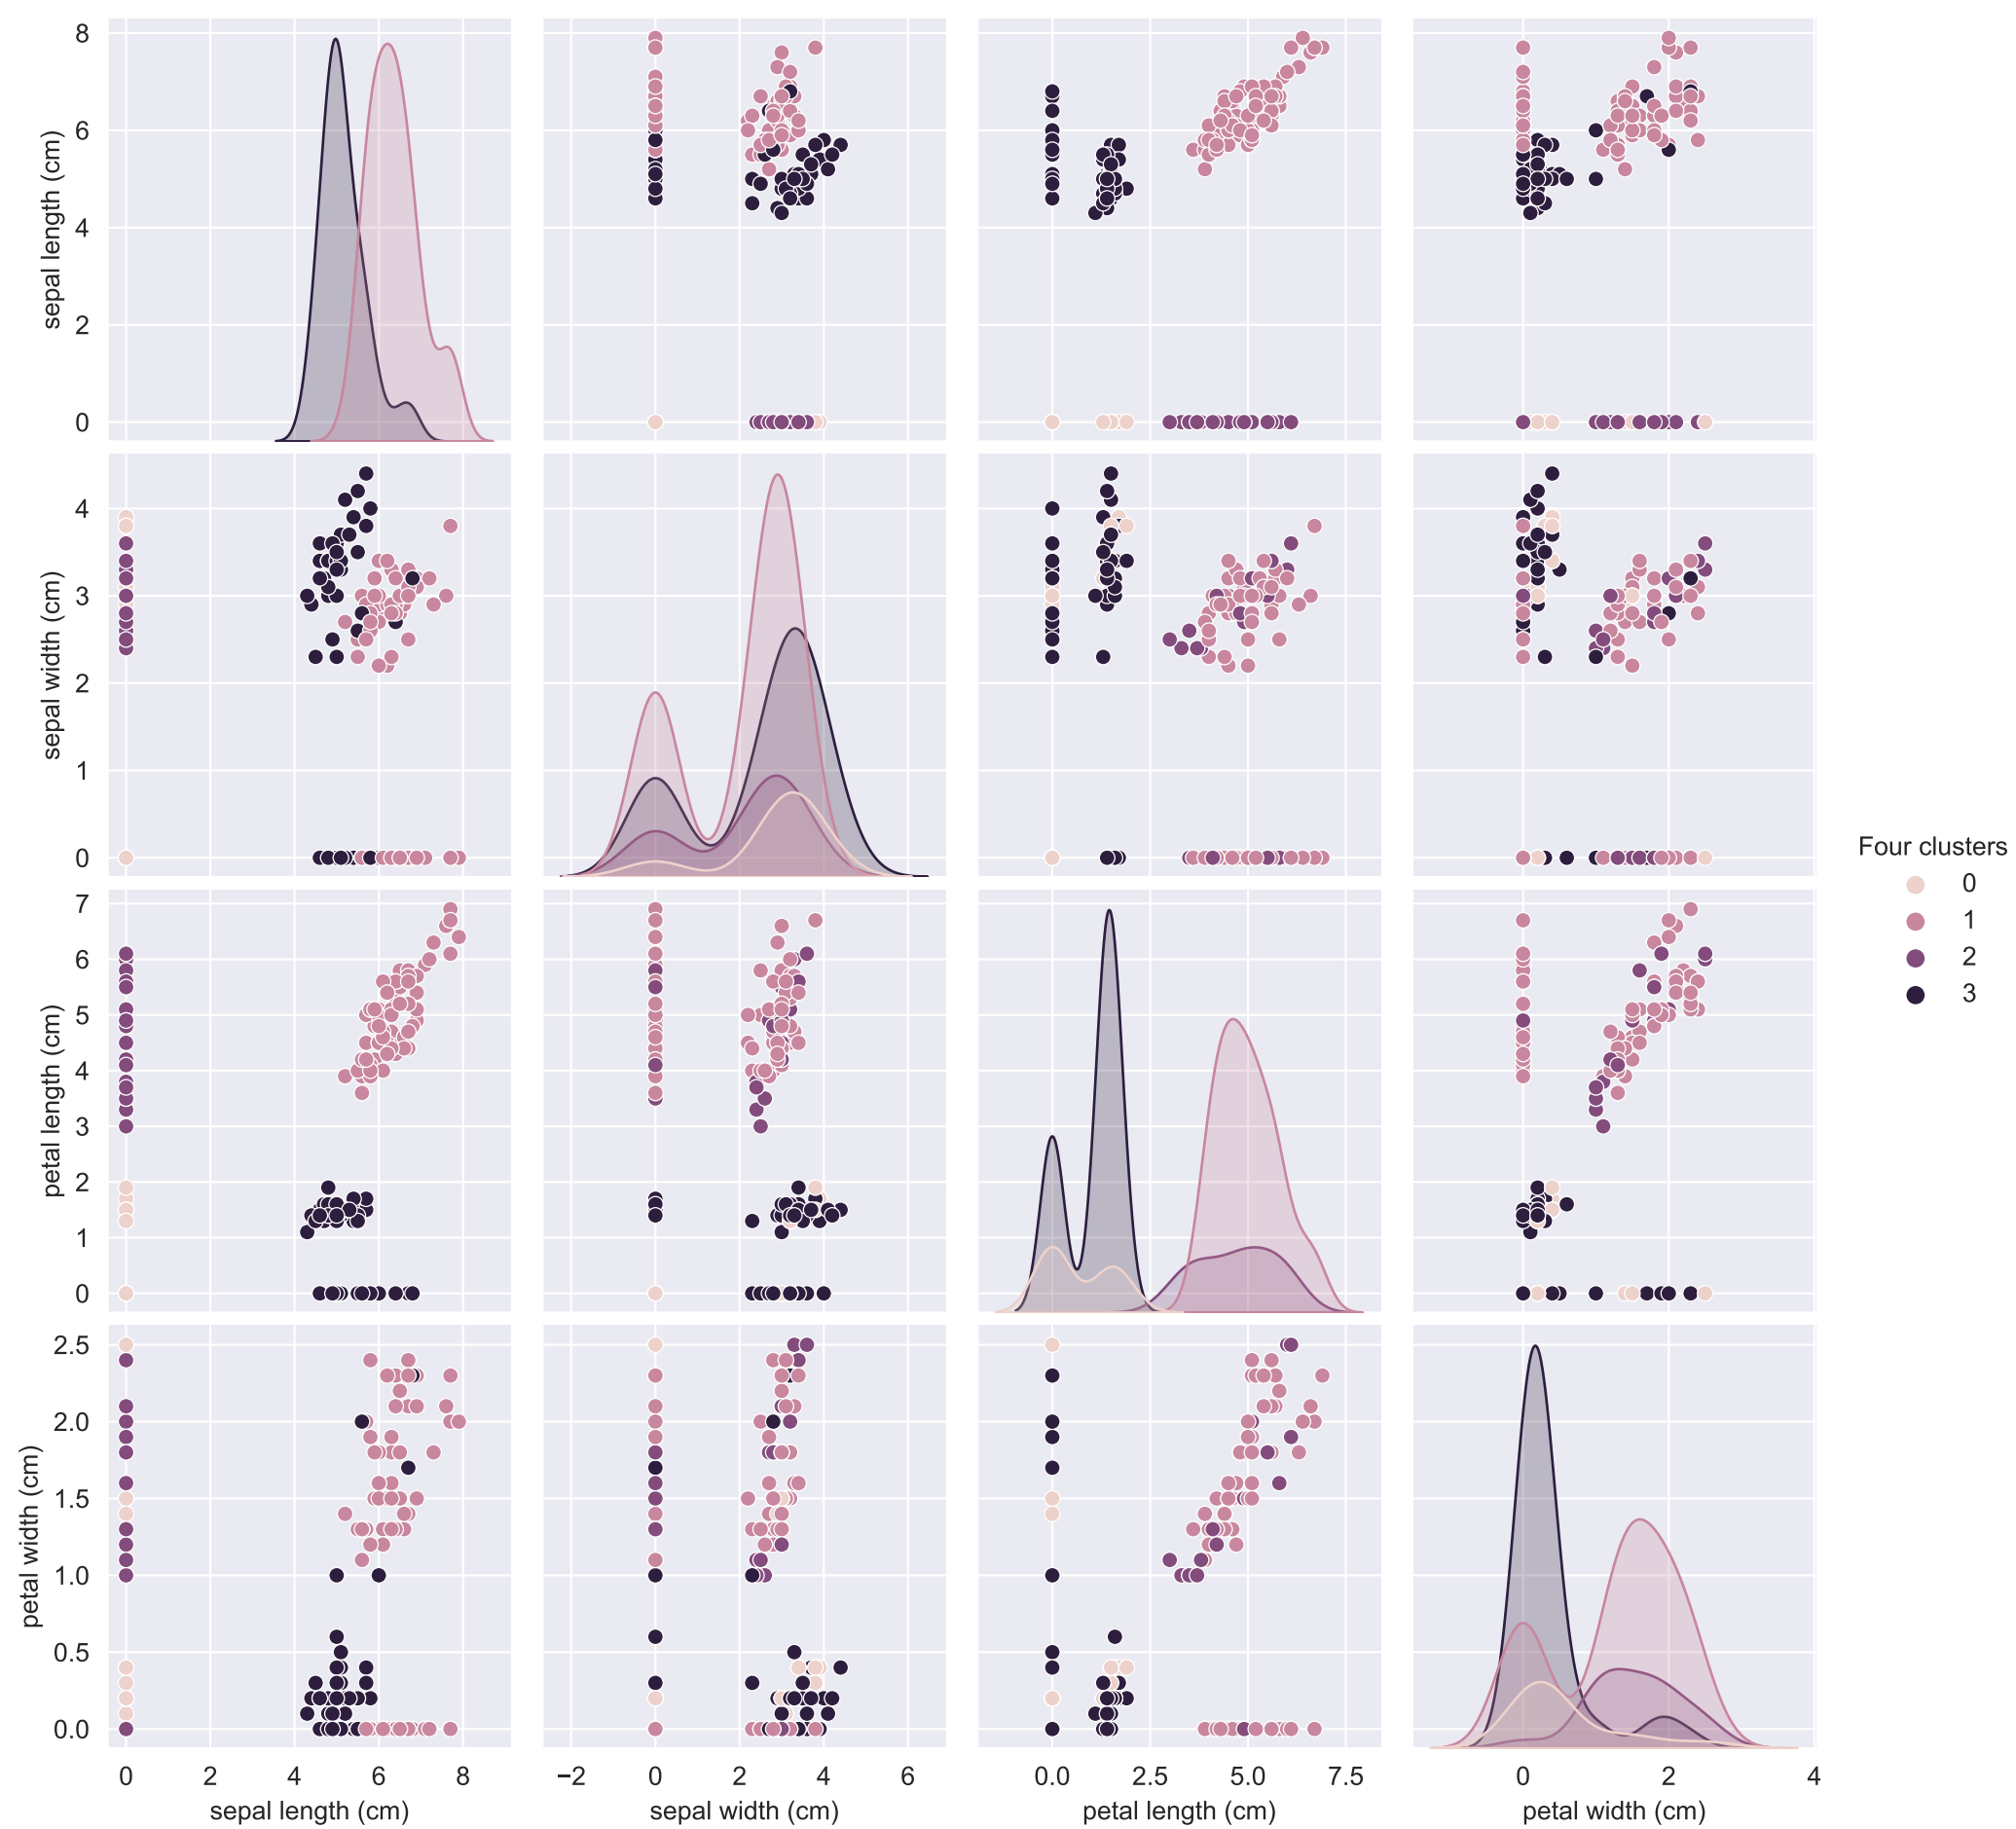 8
6
4
2
0
sepal length (cm)
4
3
2
1
0
sepal width (cm)
7
6
5
4
3
2
1
0
petal length (cm)
2.5
2.0
1.5
1.0
0.5
0.0
petal width (cm)
0 2 4 6 8
−2 0 2 4 6
0.0 2.5 5.0 7.5
0 2 4
sepal length (cm)
sepal width (cm)
petal length (cm)
petal width (cm)
Four clusters
0
1
2
3